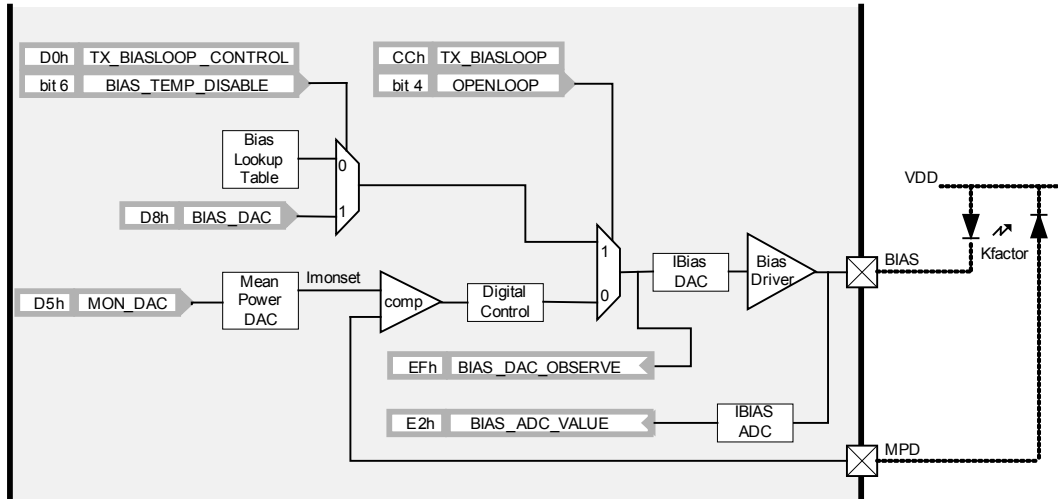 D0h TX_BIASLOOP_CONTROL
bit 6 BIAS_TEMP_DISABLE
CCh TX_BIASLOOP
bit 4 OPENLOOP
Bias
Lookup
Table
0
1
D8h BIAS_DAC
VDD
Kfactor
1
0
IBias
DAC
Bias
Driver
BIAS
D5h MON_DAC
Mean
Power
DAC
Imonset
comp
Digital
Control
EFh BIAS_DAC_OBSERVE
E2h BIAS_ADC_VALUE
IBIAS
ADC
MPD